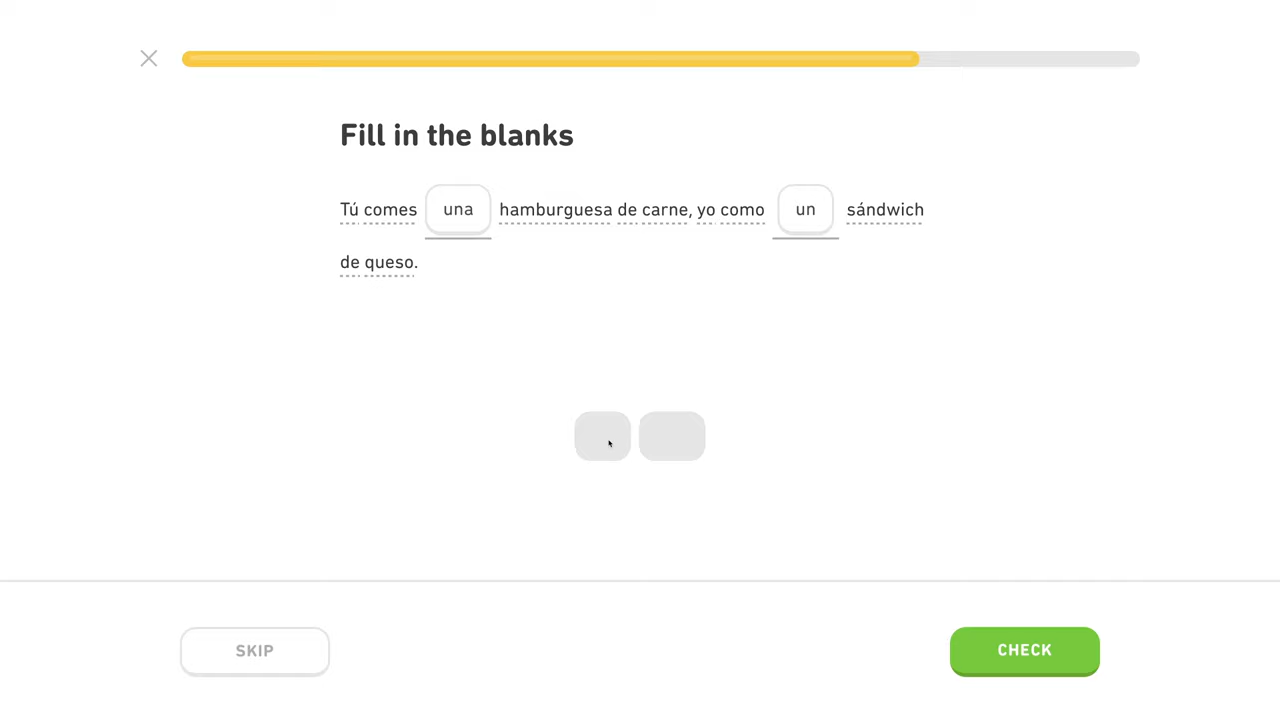 Fill in the blanks
Tú comes una hamburguesa de carne, yo como un sándwich
de queso.
SKIP
CHECK